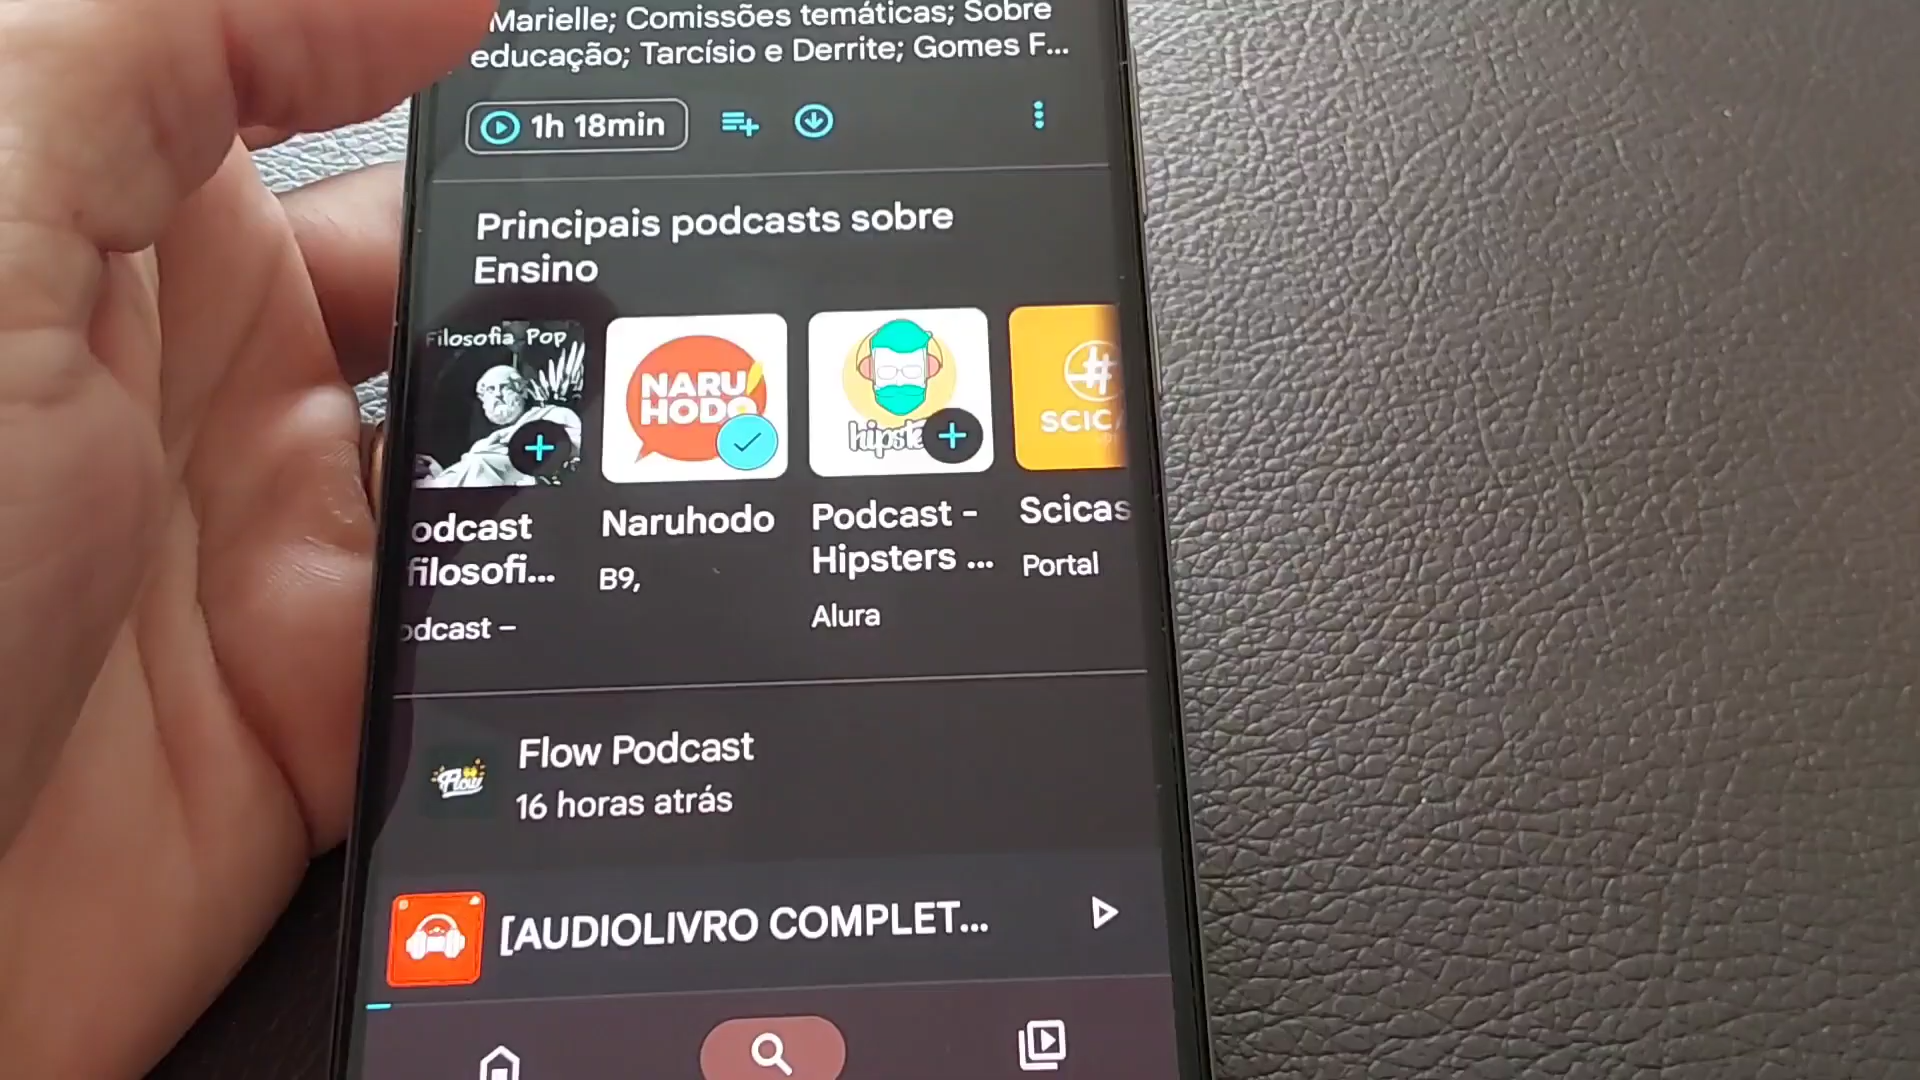 Marielle; Comissões temáticas; Sobre
educação; Tarcísio e Derrite; Gomes F...
1h 18min
Principais podcasts sobre
Ensino
Filosofia Pop
NARU
HODO
hipste
SCIC
odcast
filosofi...
odcast –
Naruhodo
B9,
Podcast -
Hipsters ...
Alura
Scicas
Portal
Flow
Flow Podcast
16 horas atrás
[AUDIOLIVRO COMPLET...